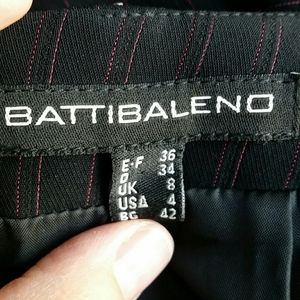 BATTIBALENO
E-F 36
D 34
UK 8
USA 4
BG 42